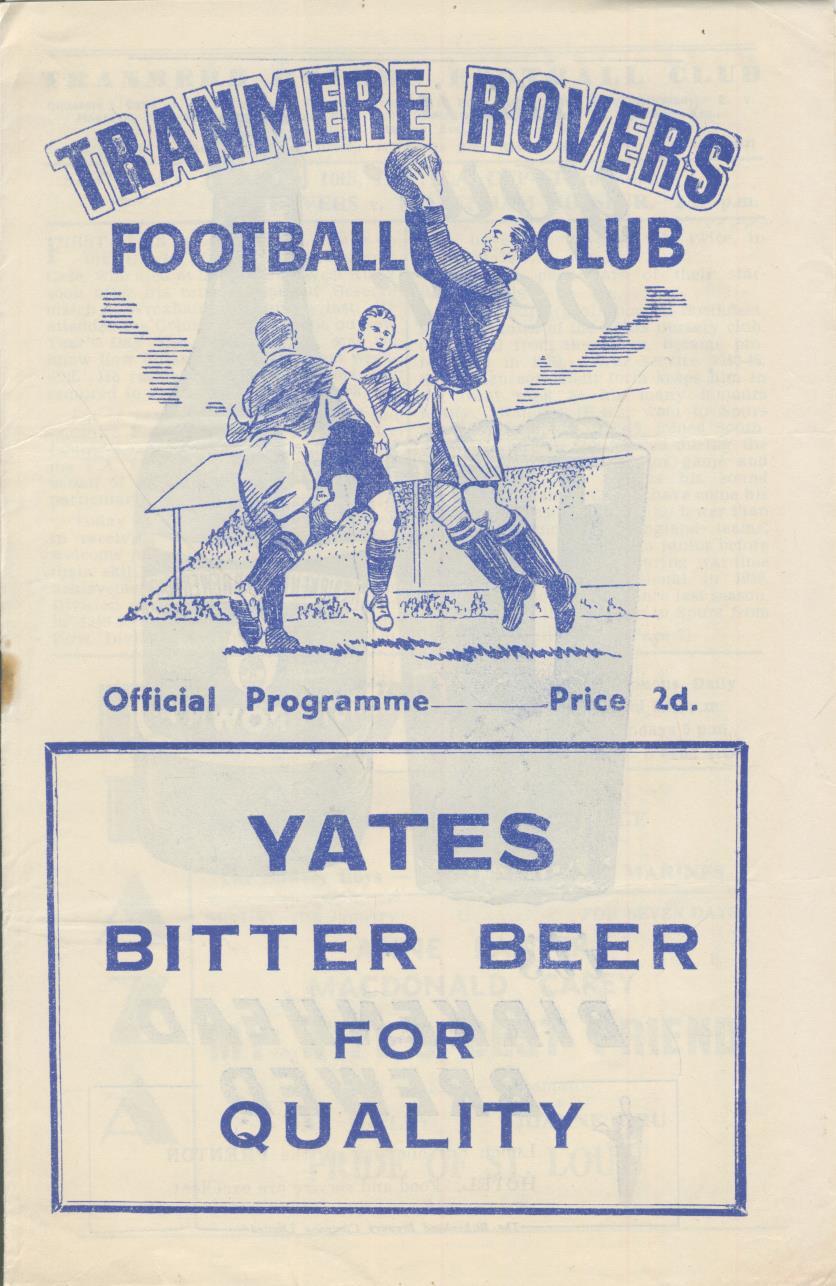 TRANMERE ROVERS
FOOTBALL CLUB
Official Programme Price 2d.
YATES
BITTER BEER
FOR
QUALITY